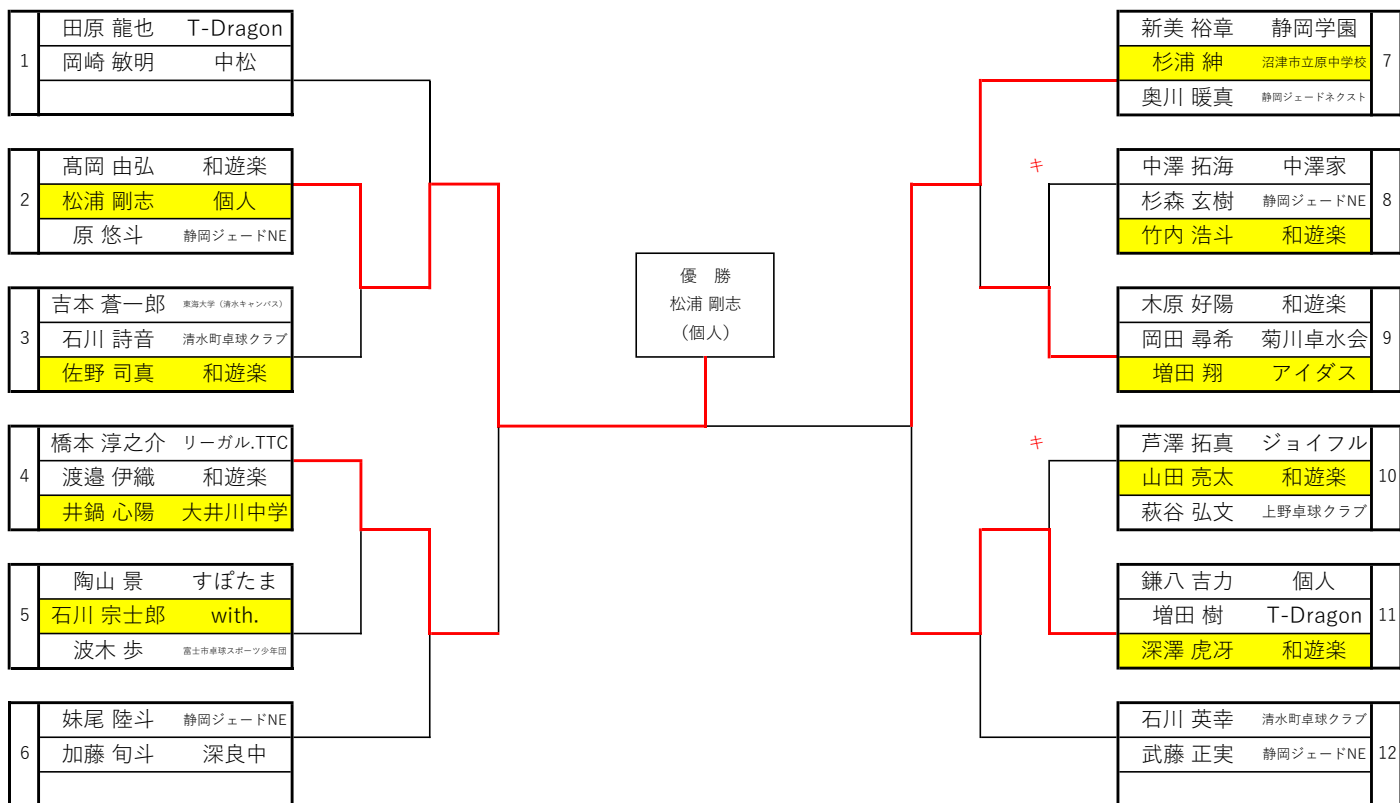 1
田原 龍也 T-Dragon
岡崎 敏明 中松
2
髙岡 由弘 和遊楽
松浦 剛志 個人
原 悠斗 静岡ジェードNE
3
吉本 蒼一郎 東海大学（清水キャンパス）
石川 詩音 清水町卓球クラブ
佐野 司真 和遊楽
4
橋本 淳之介 リーガル.TTC
渡邉 伊織 和遊楽
井鍋 心陽 大井川中学
5
陶山 景 すぽたま
石川 宗士郎 with.
波木 歩 富士市卓球スポーツ少年団
6
妹尾 陸斗 静岡ジェードNE
加藤 旬斗 深良中
優 勝
松浦 剛志
（個人）
新美 裕章 静岡学園
杉浦 紳 沼津市立原中学校
奥川 暖真 静岡ジェードネクスト
7
キ
中澤 拓海 中澤家
杉森 玄樹 静岡ジェードNE
竹内 浩斗 和遊楽
8
木原 好陽 和遊楽
岡田 尋希 菊川卓水会
増田 翔 アイダス
9
キ
芦澤 拓真 ジョイフル
山田 亮太 和遊楽
萩谷 弘文 上野卓球クラブ
10
鎌八 吉力 個人
増田 樹 T-Dragon
深澤 虎冴 和遊楽
11
石川 英幸 清水町卓球クラブ
武藤 正実 静岡ジェードNE
12